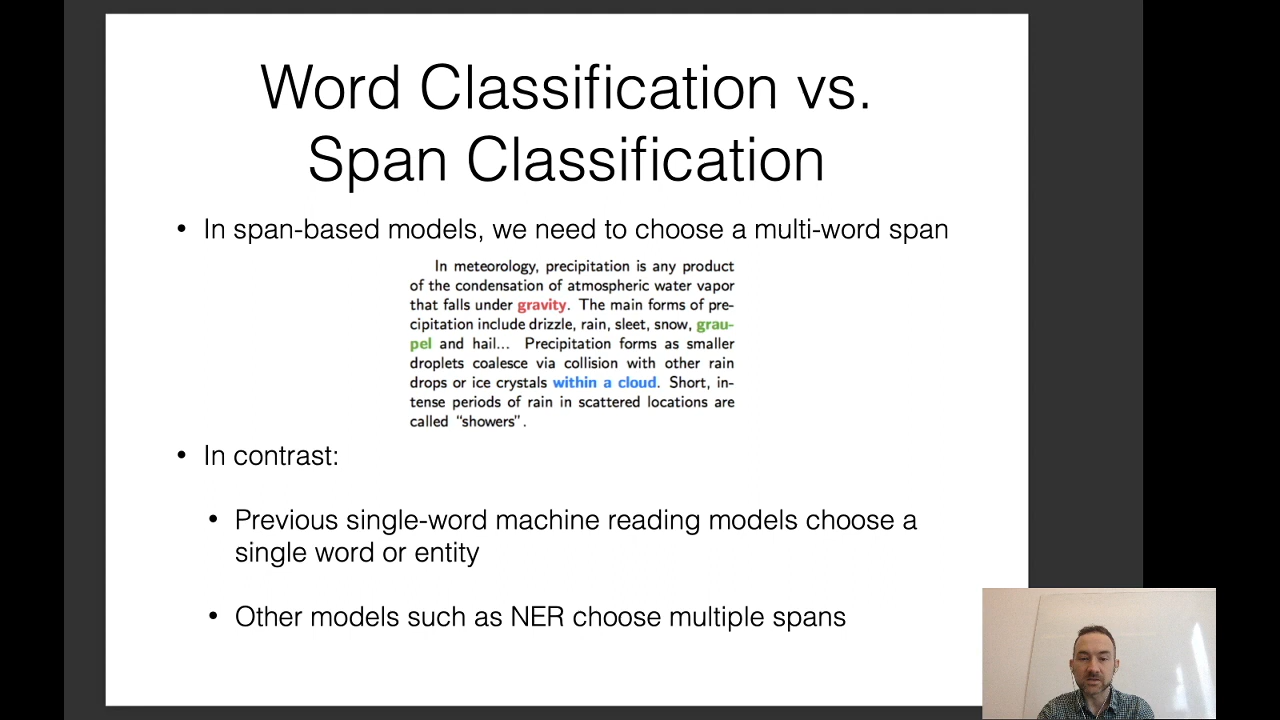 Word Classification vs.
Span Classification
• In span-based models, we need to choose a multi-word span
In meteorology, precipitation is any product
of the condensation of atmospheric water vapor
that falls under gravity. The main forms of pre-
cipitation include drizzle, rain, sleet, snow, grau-
pel and hail... Precipitation forms as smaller
droplets coalesce via collision with other rain
drops or ice crystals within a cloud. Short, in-
tense periods of rain in scattered locations are
called “showers”.
• In contrast:
• Previous single-word machine reading models choose a
single word or entity
• Other models such as NER choose multiple spans